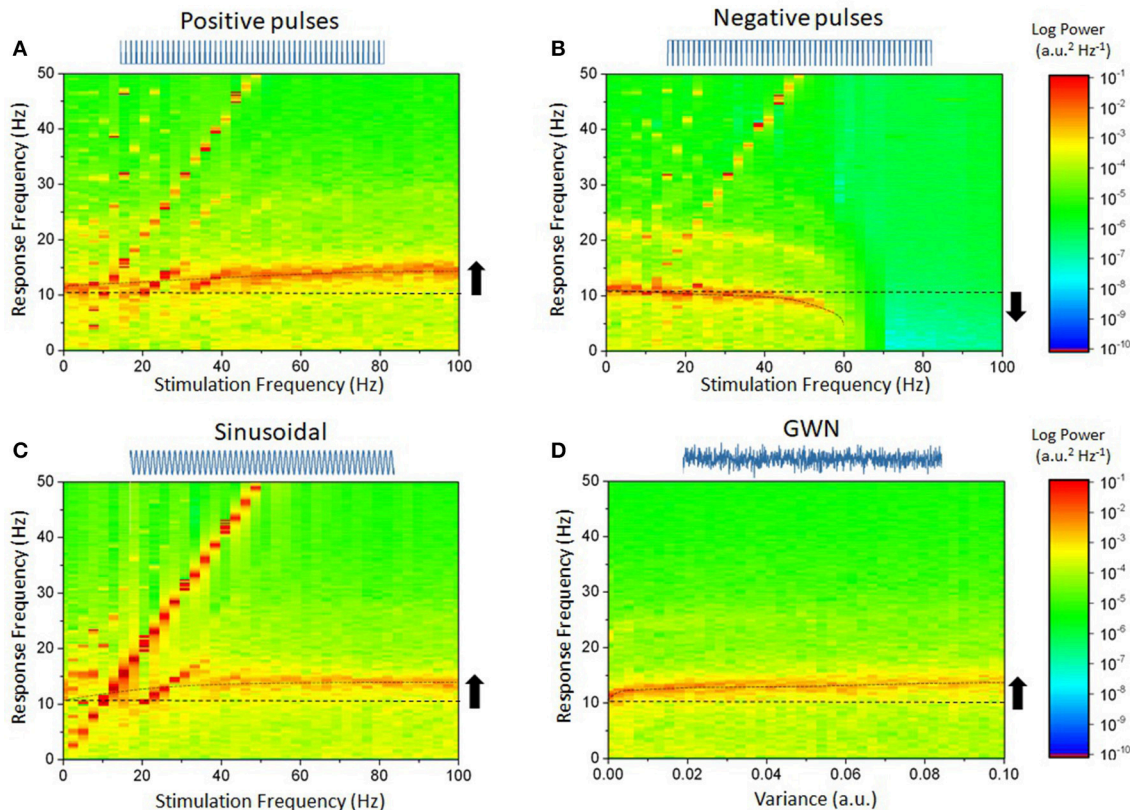 Positive pulses
Negative pulses
A
B
Log Power
(a.u.² Hz⁻¹)
Response Frequency (Hz)
50
40
30
20
10
0
0 20 40 60 80 100
Stimulation Frequency (Hz)
Response Frequency (Hz)
50
40
30
20
10
0
0 20 40 60 80 100
Stimulation Frequency (Hz)
10⁻¹
10⁻²
10⁻³
10⁻⁴
10⁻⁵
10⁻⁶
10⁻⁷
10⁻⁸
10⁻⁹
10⁻¹⁰
Sinusoidal
GWN
C
D
Log Power
(a.u.² Hz⁻¹)
Response Frequency (Hz)
50
40
30
20
10
0
0 20 40 60 80 100
Stimulation Frequency (Hz)
Response Frequency (Hz)
50
40
30
20
10
0
0.00 0.02 0.04 0.06 0.08 0.10
Variance (a.u.)
10⁻¹
10⁻²
10⁻³
10⁻⁴
10⁻⁵
10⁻⁶
10⁻⁷
10⁻⁸
10⁻⁹
10⁻¹⁰